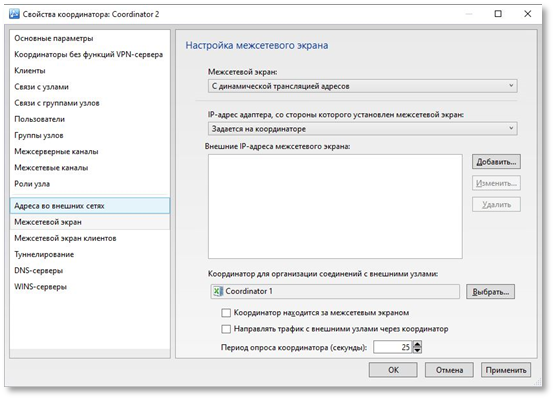 Свойства координатора: Coordinator 2
Основные параметры
Координаторы без функций VPN-сервера
Клиенты
Связи с узлами
Связи с группами узлов
Пользователи
Группы узлов
Межсерверные каналы
Межсетевые каналы
Роли узла
Адреса во внешних сетях
Межсетевой экран
Межсетевой экран клиентов
Туннелирование
DNS-серверы
WINS-серверы
Настройка межсетевого экрана
Межсетевой экран:
С динамической трансляцией адресов
IP-адрес адаптера, со стороны которого установлен межсетевой экран:
Задается на координаторе
Внешние IP-адреса межсетевого экрана:
Добавить...
Изменить...
Удалить
Координатор для организации соединений с внешними узлами:
Coordinator 1
Выбрать...
Координатор находится за межсетевым экраном
Направлять трафик с внешними узлами через координатор
Период опроса координатора (секунды): 25
OK Отмена Применить